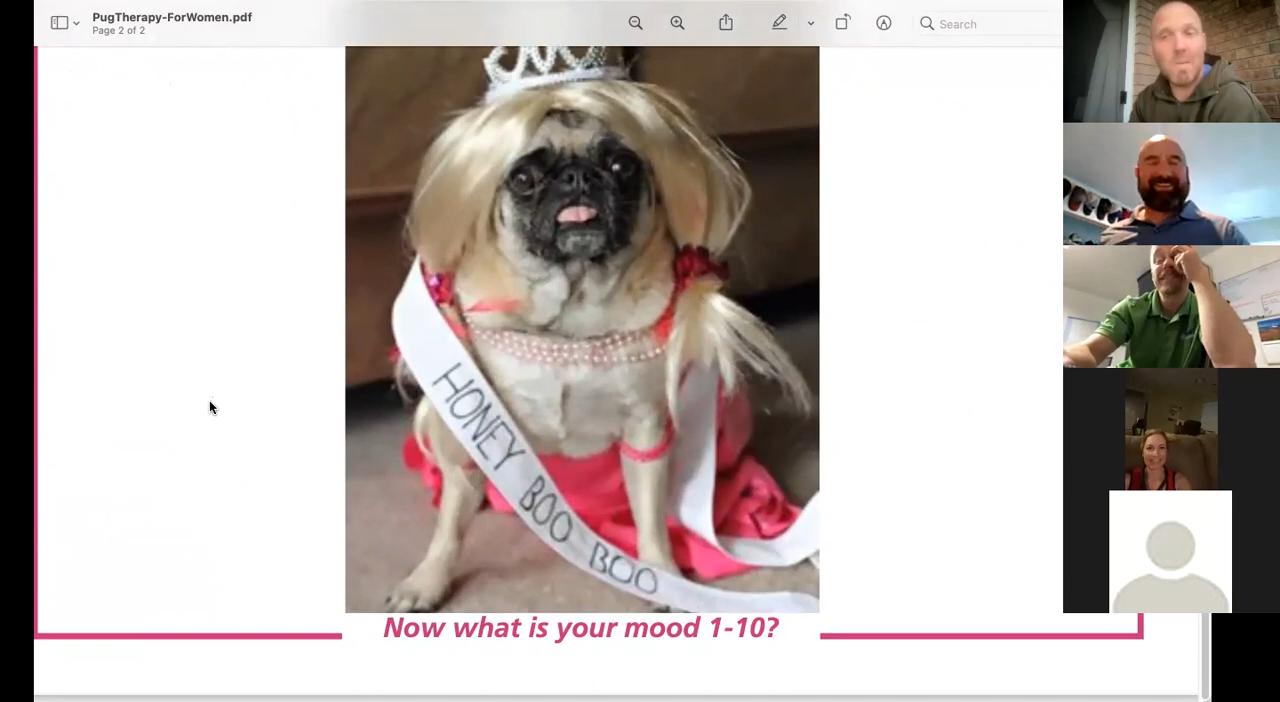 PugTherapy-ForWomen.pdf
Page 2 of 2
Search
HONEY BOO BOO
Now what is your mood 1-10?